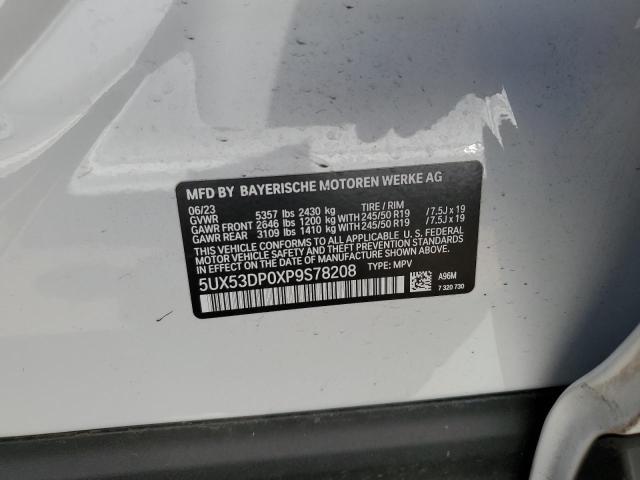 MFD BY BAYERISCHE MOTOREN WERKE AG
06/23 TIRE / RIM
GVWR 5357 lbs 2430 kg
GAWR FRONT 2646 lbs 1200 kg WITH 245/50 R19 / 7.5J x 19
GAWR REAR 3109 lbs 1410 kg WITH 245/50 R19 / 7.5J x 19
THIS VEHICLE CONFORMS TO ALL APPLICABLE U. S. FEDERAL
MOTOR VEHICLE SAFETY STANDARDS IN EFFECT ON THE
DATE OF MANUFACTURE SHOWN ABOVE.
5UX53DP0XP9S78208 TYPE: MPV
A96M
7 320 730